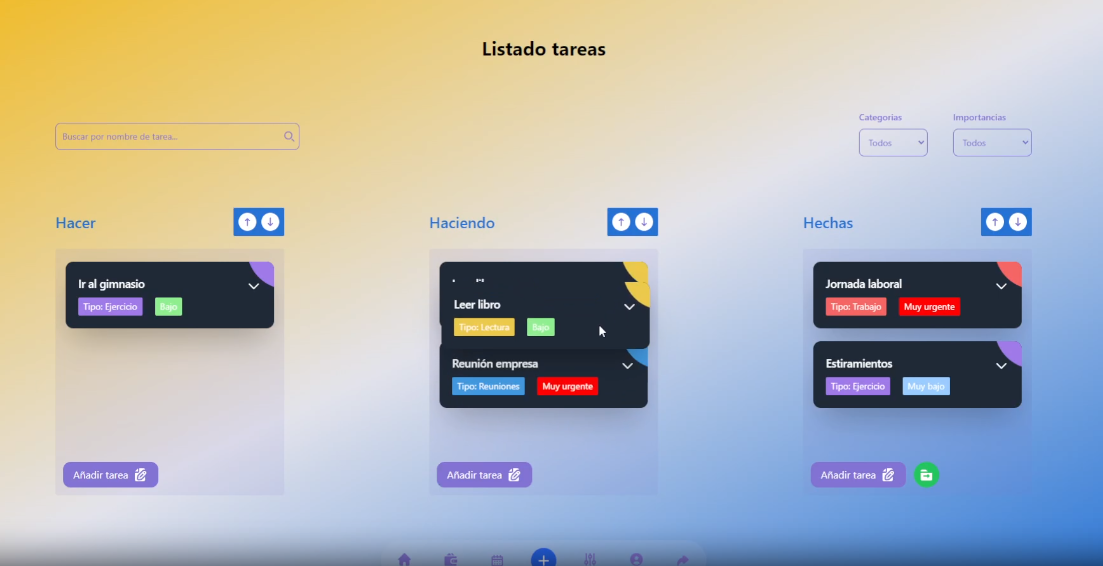 Listado tareas
Buscar por nombre de tarea...
Categorías
Importancias
Todos
Todos
Hacer
Haciendo
Hechas
Ir al gimnasio
Tipo: Ejercicio
Bajo
Leer libro
Tipo: Lectura
Bajo
Reunión empresa
Tipo: Reuniones
Muy urgente
Jornada laboral
Tipo: Trabajo
Muy urgente
Estiramientos
Tipo: Ejercicio
Muy bajo
Añadir tarea
Añadir tarea
Añadir tarea